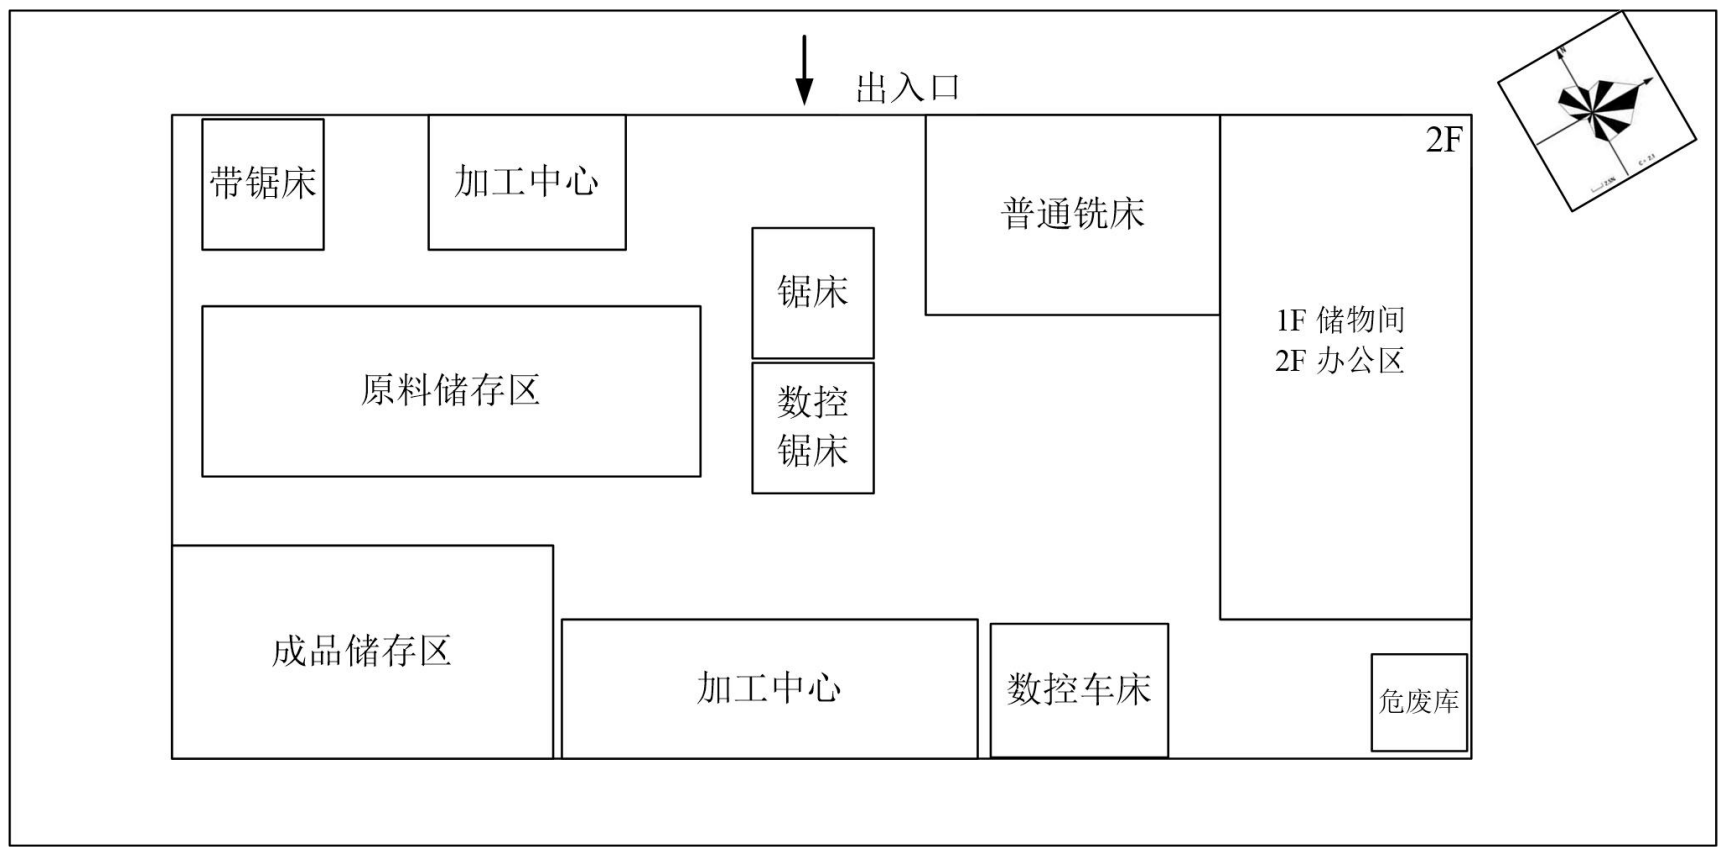 出入口
2F
带锯床
加工中心
普通铣床
锯床
1F 储物间
2F 办公区
原料储存区
数控
锯床
成品储存区
加工中心
数控车床
危废库
N